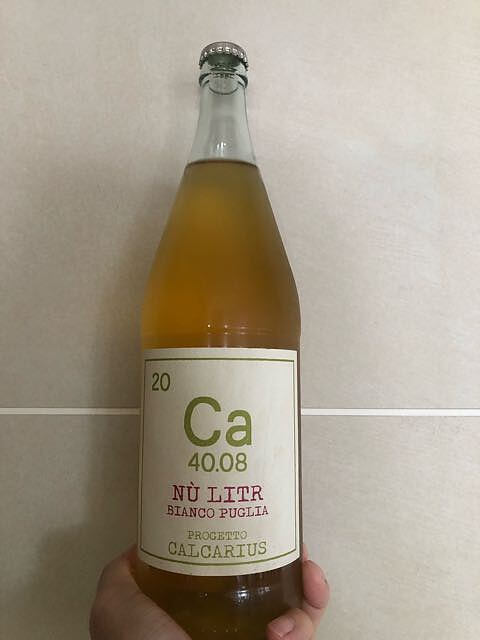 20
Ca
40.08
NÙ LITR
BIANCO PUGLIA
PROGETTO
CALCARIUS